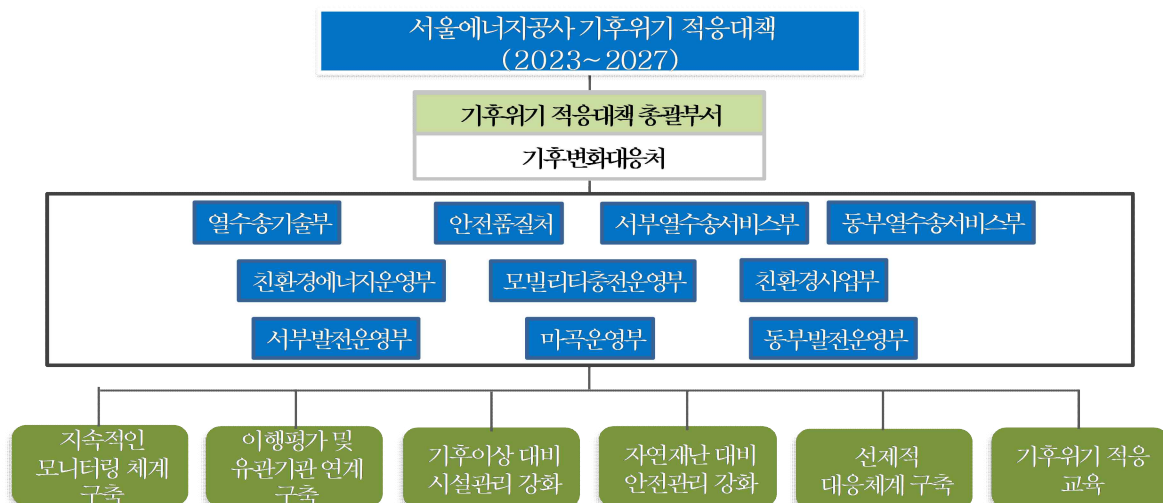 서울에너지공사 기후위기 적응대책
(2023~2027)
기후위기 적응대책 총괄부서
기후변화대응처
열수송기술부
안전품질처
서부열수송서비스부
동부열수송서비스부
친환경에너지운영부
모빌리티충전운영부
친환경사업부
서부발전운영부
마곡운영부
동부발전운영부
지속적인
모니터링 체계
구축
이행평가 및
유관기관 연계
구축
기후이상 대비
시설관리 강화
자연재난 대비
안전관리 강화
선제적
대응체계 구축
기후위기 적응
교육